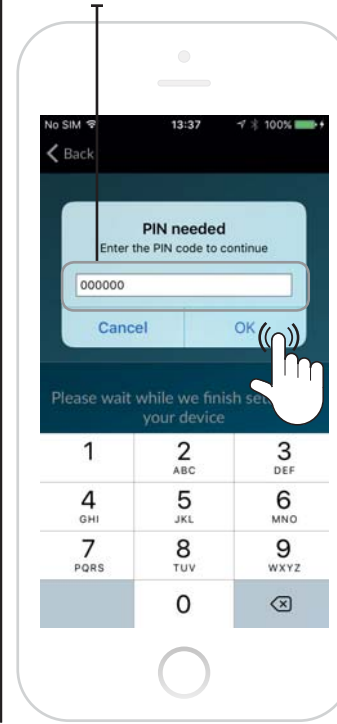 No SIM 13:37 100%
Back
PIN needed
Enter the PIN code to continue
000000
Cancel OK
Please wait while we finish set
your device
1 2 3
ABC DEF
4 5 6
GHI JKL MNO
7 8 9
PQRS TUV WXYZ
0